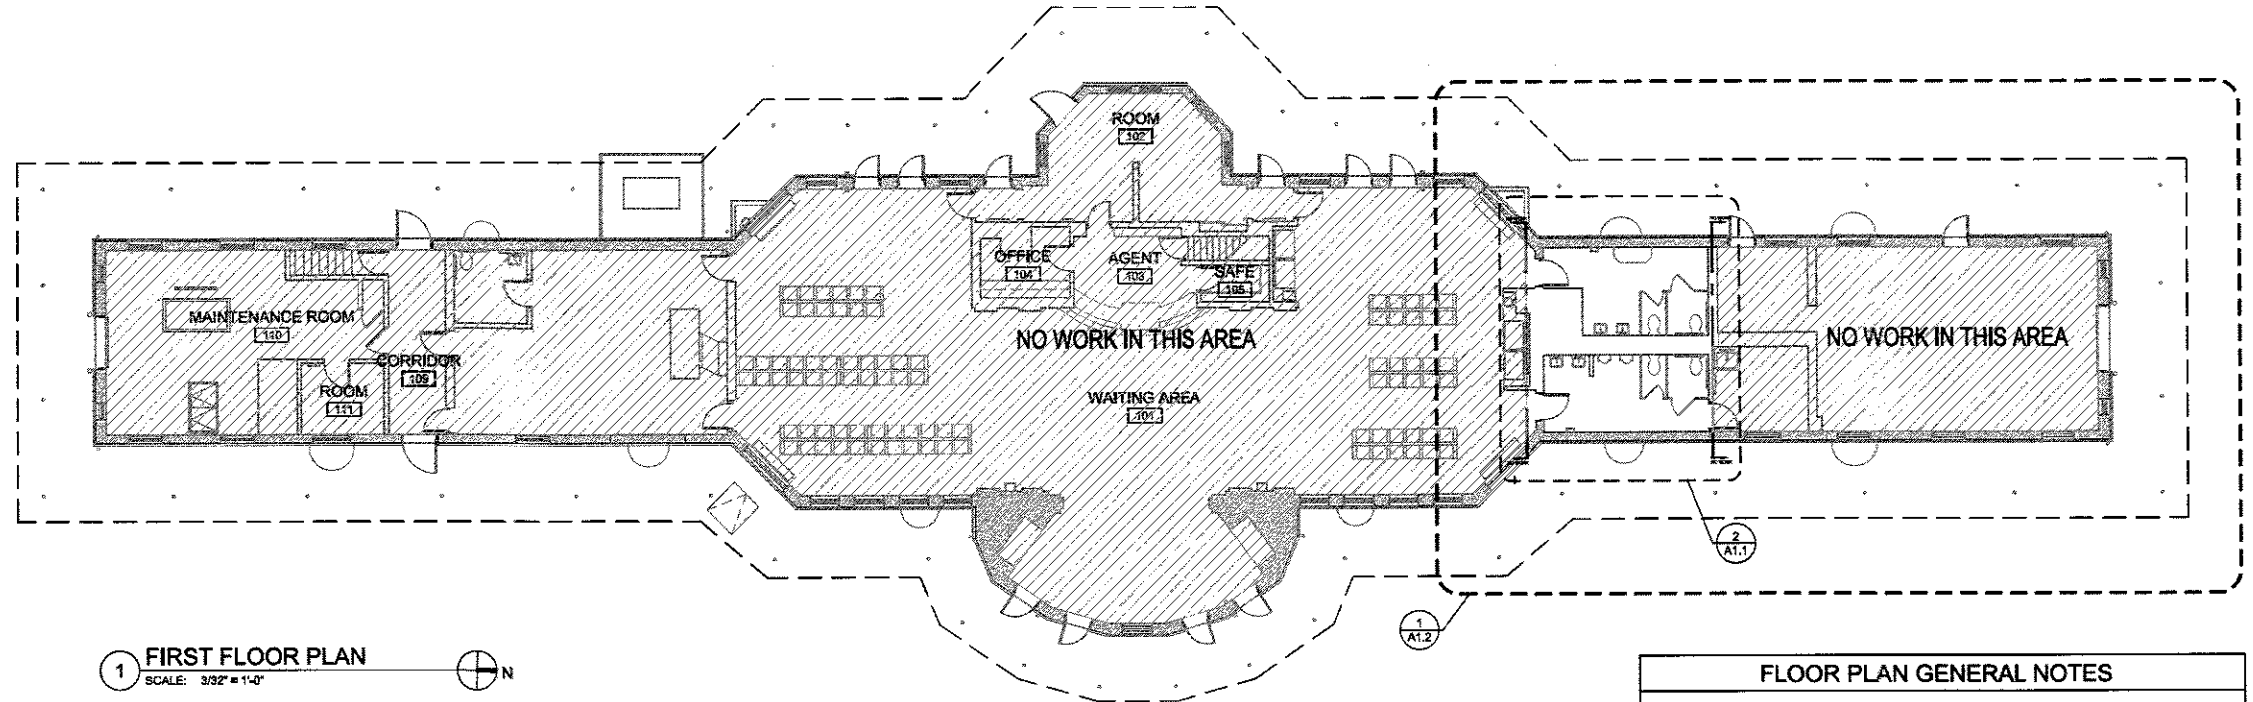 ROOM
102
OFFICE
104
AGENT
103
SAFE
105
MAINTENANCE ROOM
110
CORRIDOR
109
ROOM
111
NO WORK IN THIS AREA
NO WORK IN THIS AREA
WAITING AREA
101
2
A1.1
1
A1.2
1
FIRST FLOOR PLAN
SCALE: 3/32" = 1'-0"
N
FLOOR PLAN GENERAL NOTES